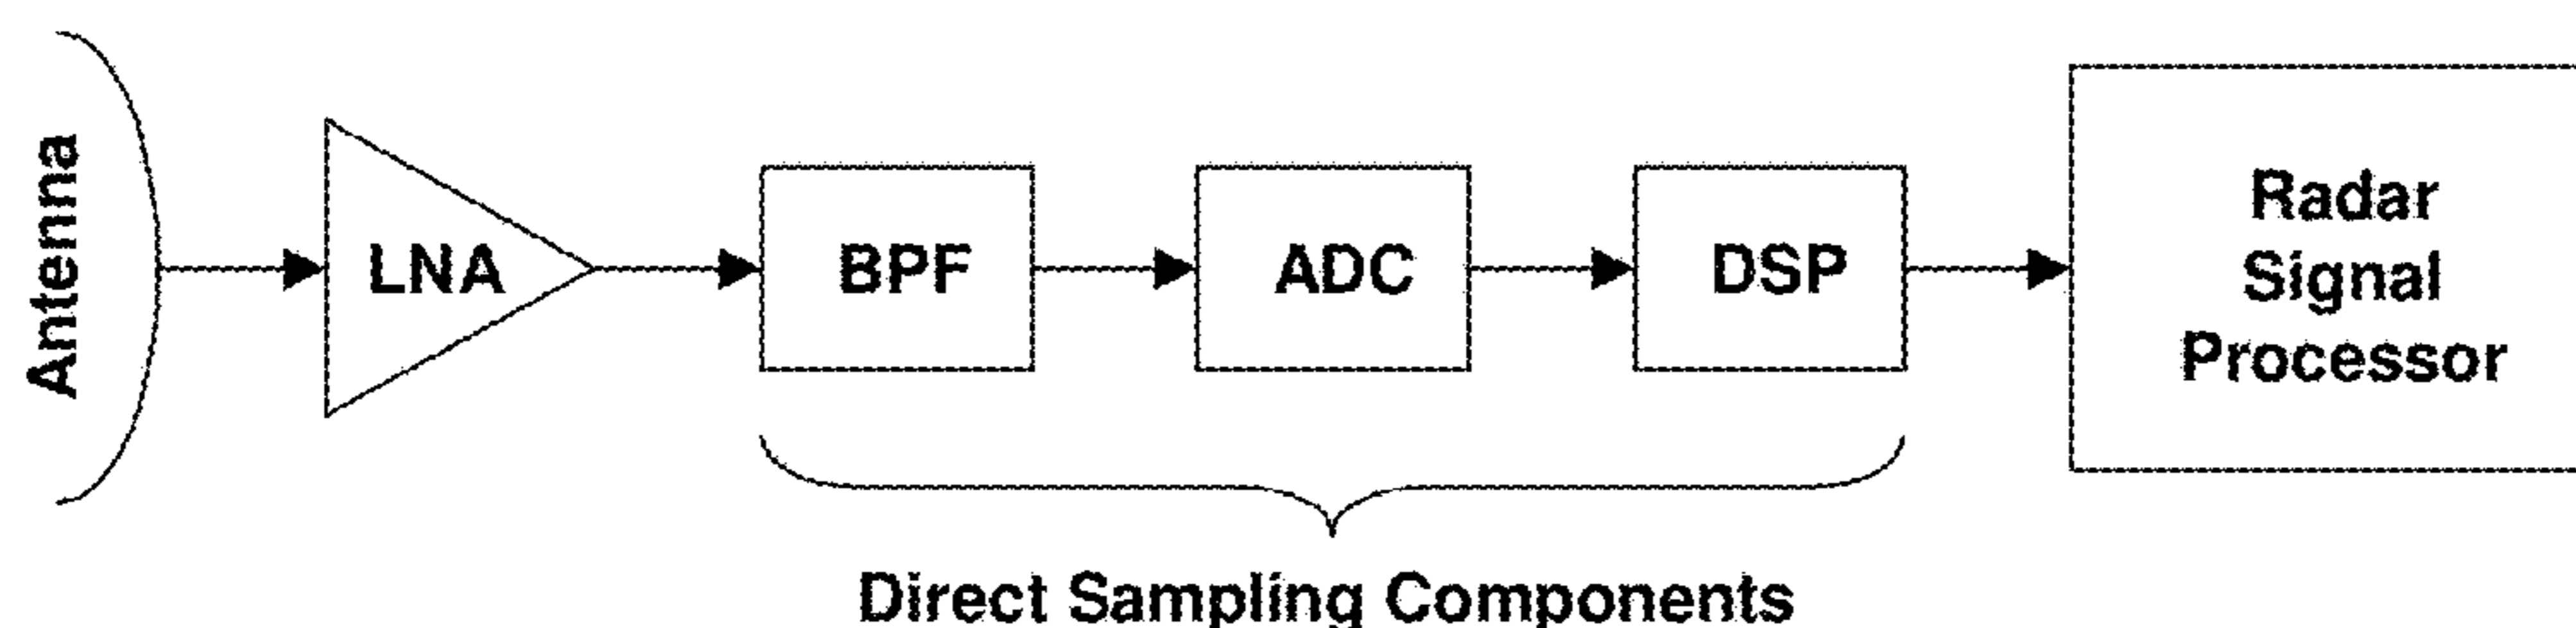 Antenna
LNA
BPF
ADC
DSP
Radar
Signal
Processor
Direct Sampling Components